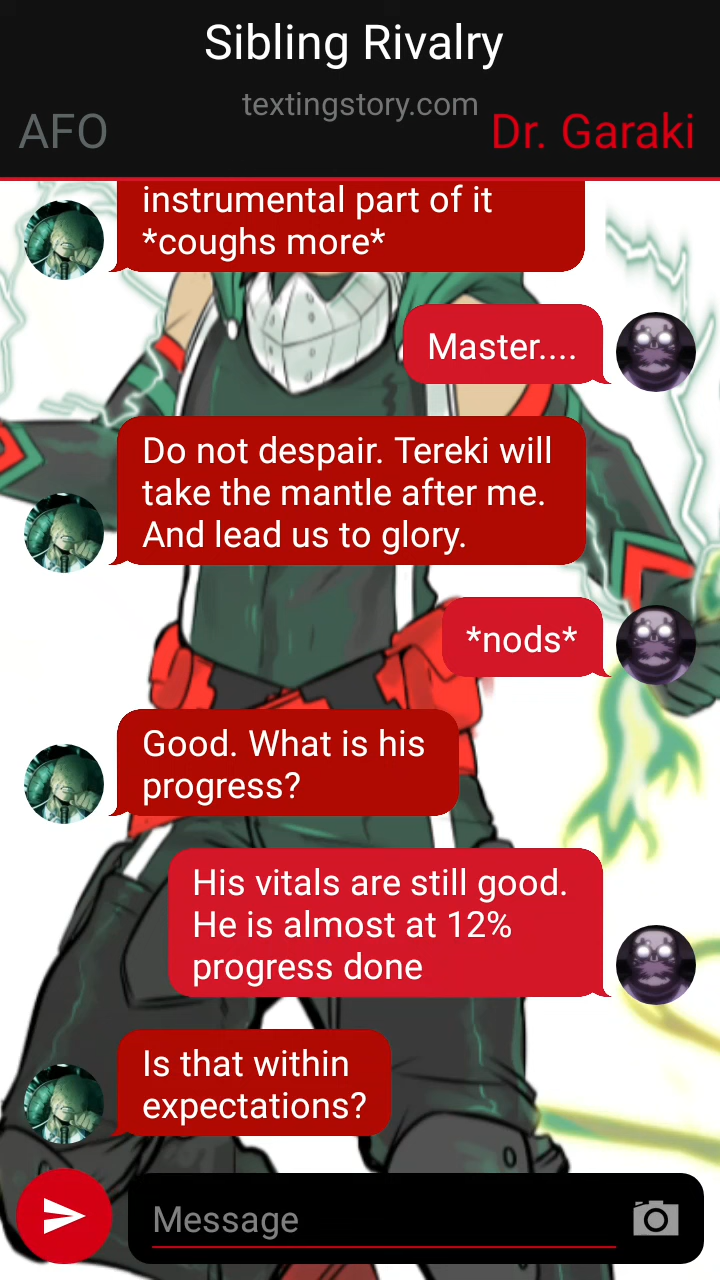 Sibling Rivalry
textingstory.com
AFO
Dr. Garaki
instrumental part of it
*coughs more*
Master....
Do not despair. Tereki will
take the mantle after me.
And lead us to glory.
*nods*
Good. What is his
progress?
His vitals are still good.
He is almost at 12%
progress done
Is that within
expectations?
Message